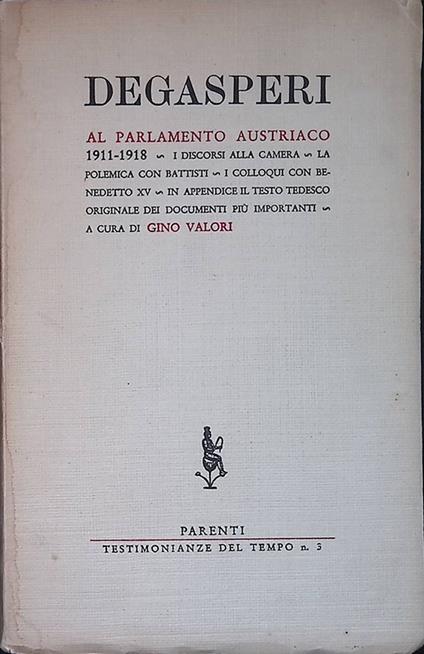 DEGASPERI
AL PARLAMENTO AUSTRIACO
1911-1918 ~ I DISCORSI ALLA CAMERA ~ LA
POLEMICA CON BATTISTI ~ I COLLOQUI CON BE-
NEDETTO XV ~ IN APPENDICE IL TESTO TEDESCO
ORIGINALE DEI DOCUMENTI PIÙ IMPORTANTI ~
A CURA DI GINO VALORI
PARENTI
TESTIMONIANZE DEL TEMPO n. 3